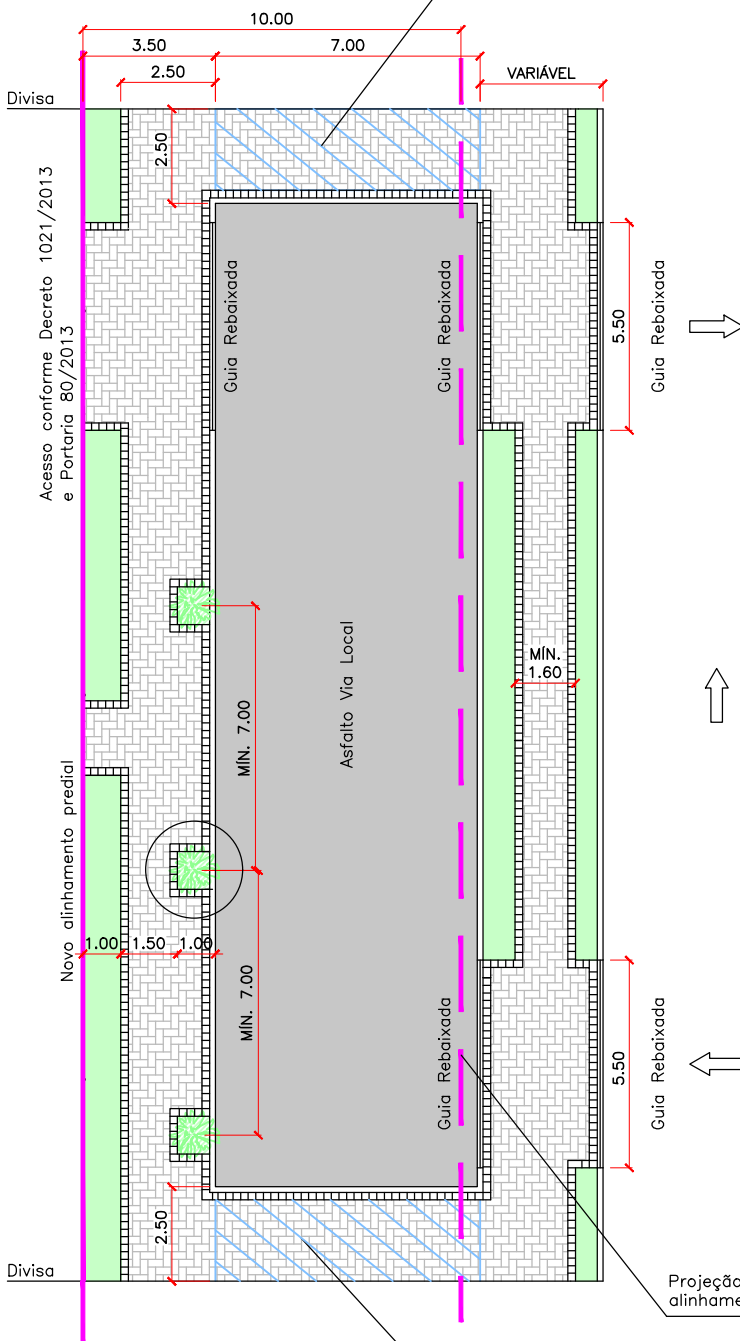 10.00
3.50
7.00
2.50
VARIÁVEL
Divisa
2.50
Acesso conforme Decreto 1021/2013
e Portaria 80/2013
Guia Rebaixada
Guia Rebaixada
5.50
Guia Rebaixada
Asfalto Via Local
MÍN.
1.60
MÍN. 7.00
Novo alinhamento predial
1.00
1.50
1.00
MÍN. 7.00
Guia Rebaixada
5.50
Guia Rebaixada
2.50
Divisa
Projeção
alinhame